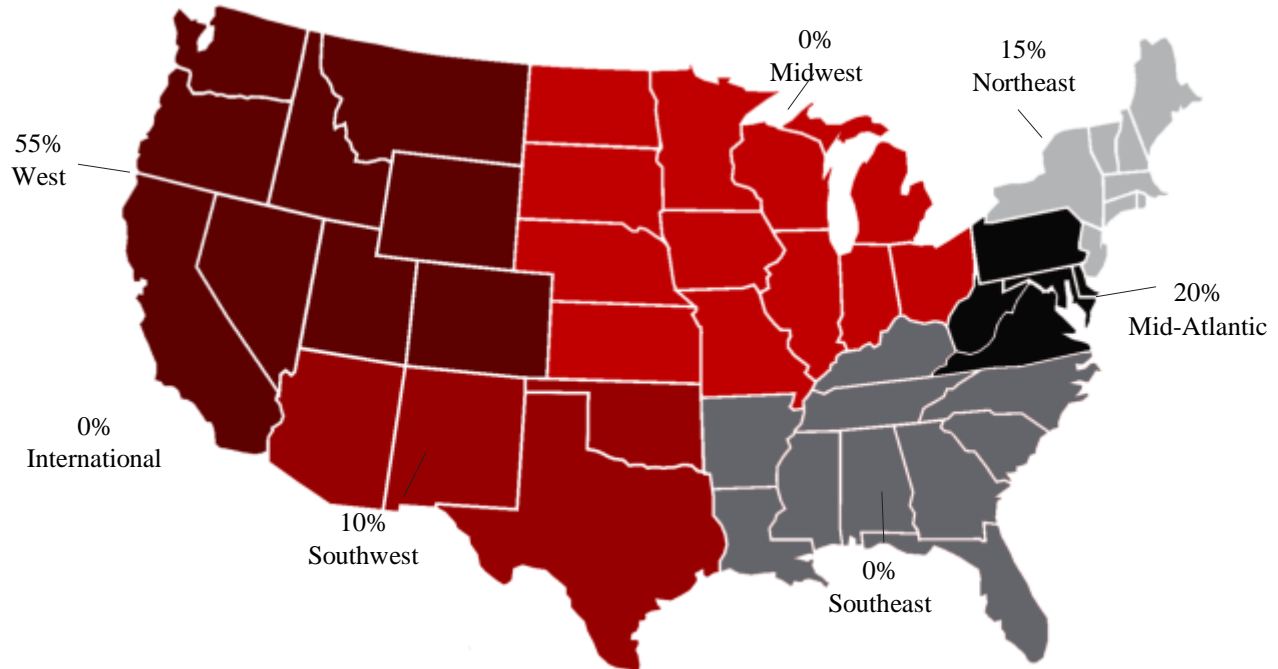 0%
Midwest
15%
Northeast
55%
West
20%
Mid-Atlantic
0%
International
10%
Southwest
0%
Southeast